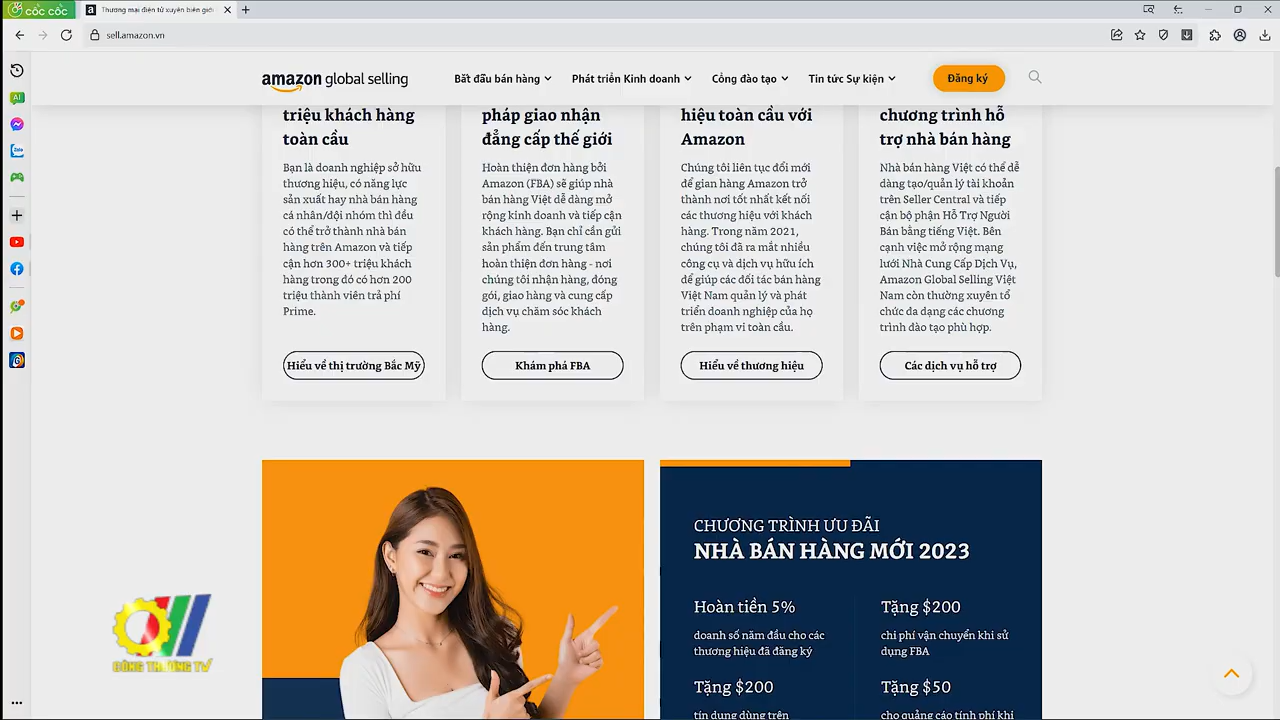 cốc cốc
Thương mại điện tử xuyên biên giới
sell.amazon.vn
amazon global selling
Bắt đầu bán hàng
Phát triển Kinh doanh
Cổng đào tạo
Tin tức Sự kiện
Đăng ký
triệu khách hàng
toàn cầu
Bạn là doanh nghiệp sở hữu
thương hiệu, có năng lực
sản xuất hay nhà bán hàng
cá nhân/đội nhóm thì đều
có thể trở thành nhà bán
hàng trên Amazon và tiếp
cận hơn 300+ triệu khách
hàng trong đó có hơn 200
triệu thành viên trả phí
Prime.
Hiểu về thị trường Bắc Mỹ
pháp giao nhận
đẳng cấp thế giới
Hoàn thiện đơn hàng bởi
Amazon (FBA) sẽ giúp nhà
bán hàng Việt dễ dàng mở
rộng kinh doanh và tiếp cận
khách hàng. Bạn chỉ cần gửi
sản phẩm đến trung tâm
hoàn thiện đơn hàng - nơi
chúng tôi nhận hàng, đóng
gói, giao hàng và cung cấp
dịch vụ chăm sóc khách
hàng.
Khám phá FBA
hiệu toàn cầu với
Amazon
Chúng tôi liên tục đổi mới
để gian hàng Amazon trở
thành nơi tốt nhất kết nối
các thương hiệu với khách
hàng. Trong năm 2021,
chúng tôi đã ra mắt nhiều
công cụ và dịch vụ hữu ích
để giúp các đối tác bán hàng
Việt Nam quản lý và phát
triển doanh nghiệp của họ
trên phạm vi toàn cầu.
Hiểu về thương hiệu
chương trình hỗ
trợ nhà bán hàng
Nhà bán hàng Việt có thể dễ
dàng tạo/quản lý tài khoản
trên Seller Central và tiếp
cận bộ phận Hỗ Trợ Người
Bán bằng tiếng Việt. Bên
cạnh việc mở rộng mạng
lưới Nhà Cung Cấp Dịch Vụ,
Amazon Global Selling Việt
Nam còn thường xuyên tổ
chức đa dạng các chương
trình đào tạo phù hợp.
Các dịch vụ hỗ trợ
CHƯƠNG TRÌNH ƯU ĐÃI
NHÀ BÁN HÀNG MỚI 2023
Hoàn tiền 5%
doanh số năm đầu cho các
thương hiệu đã đăng ký
Tặng $200
chi phí vận chuyển khi sử
dụng FBA
Tặng $200
tín dụng dùng trên
Tặng $50
cho quảng cáo tính phí khi
CÔNG THƯƠNG TV